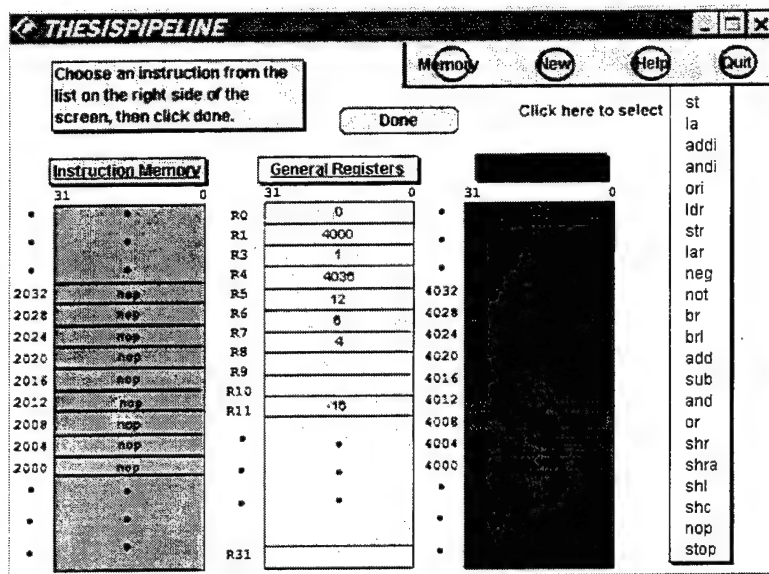 THESISPIPELINE
Memory New Help Quit
Choose an instruction from the
list on the right side of the
screen, then click done.
Done
Click here to select
st
la
addi
andi
ori
ldr
str
lar
neg
not
br
brl
add
sub
and
or
shr
shra
shl
shc
nop
stop
Instruction Memory
31 0
2032 nop
2028 nop
2024 nop
2020 nop
2016 nop
2012 nop
2008 nop
2004 nop
2000 nop
General Registers
31 0
R0 0
R1 4000
R3 1
R4 4036
R5 12
R6 6
R7 4
R8
R9
R10
R11 -16
R31
31 0
4032
4028
4024
4020
4016
4012
4008
4004
4000